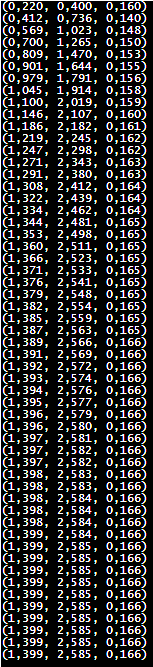 (0,220, 0,400, 0,160)
(0,412, 0,736, 0,140)
(0,569, 1,023, 0,148)
(0,700, 1,265, 0,150)
(0,809, 1,470, 0,153)
(0,901, 1,644, 0,155)
(0,979, 1,791, 0,156)
(1,045, 1,914, 0,158)
(1,100, 2,019, 0,159)
(1,146, 2,107, 0,160)
(1,186, 2,182, 0,161)
(1,219, 2,245, 0,162)
(1,247, 2,298, 0,162)
(1,271, 2,343, 0,163)
(1,291, 2,380, 0,163)
(1,308, 2,412, 0,164)
(1,322, 2,439, 0,164)
(1,334, 2,462, 0,164)
(1,344, 2,481, 0,165)
(1,353, 2,498, 0,165)
(1,360, 2,511, 0,165)
(1,366, 2,523, 0,165)
(1,371, 2,533, 0,165)
(1,376, 2,541, 0,165)
(1,379, 2,548, 0,165)
(1,382, 2,554, 0,165)
(1,385, 2,559, 0,165)
(1,387, 2,563, 0,165)
(1,389, 2,566, 0,166)
(1,391, 2,569, 0,166)
(1,392, 2,572, 0,166)
(1,393, 2,574, 0,166)
(1,394, 2,576, 0,166)
(1,395, 2,577, 0,166)
(1,396, 2,579, 0,166)
(1,396, 2,580, 0,166)
(1,397, 2,581, 0,166)
(1,397, 2,582, 0,166)
(1,397, 2,582, 0,166)
(1,398, 2,583, 0,166)
(1,398, 2,583, 0,166)
(1,398, 2,584, 0,166)
(1,398, 2,584, 0,166)
(1,398, 2,584, 0,166)
(1,399, 2,584, 0,166)
(1,399, 2,585, 0,166)
(1,399, 2,585, 0,166)
(1,399, 2,585, 0,166)
(1,399, 2,585, 0,166)
(1,399, 2,585, 0,166)
(1,399, 2,585, 0,166)
(1,399, 2,585, 0,166)
(1,399, 2,585, 0,166)
(1,399, 2,585, 0,166)
(1,399, 2,585, 0,166)